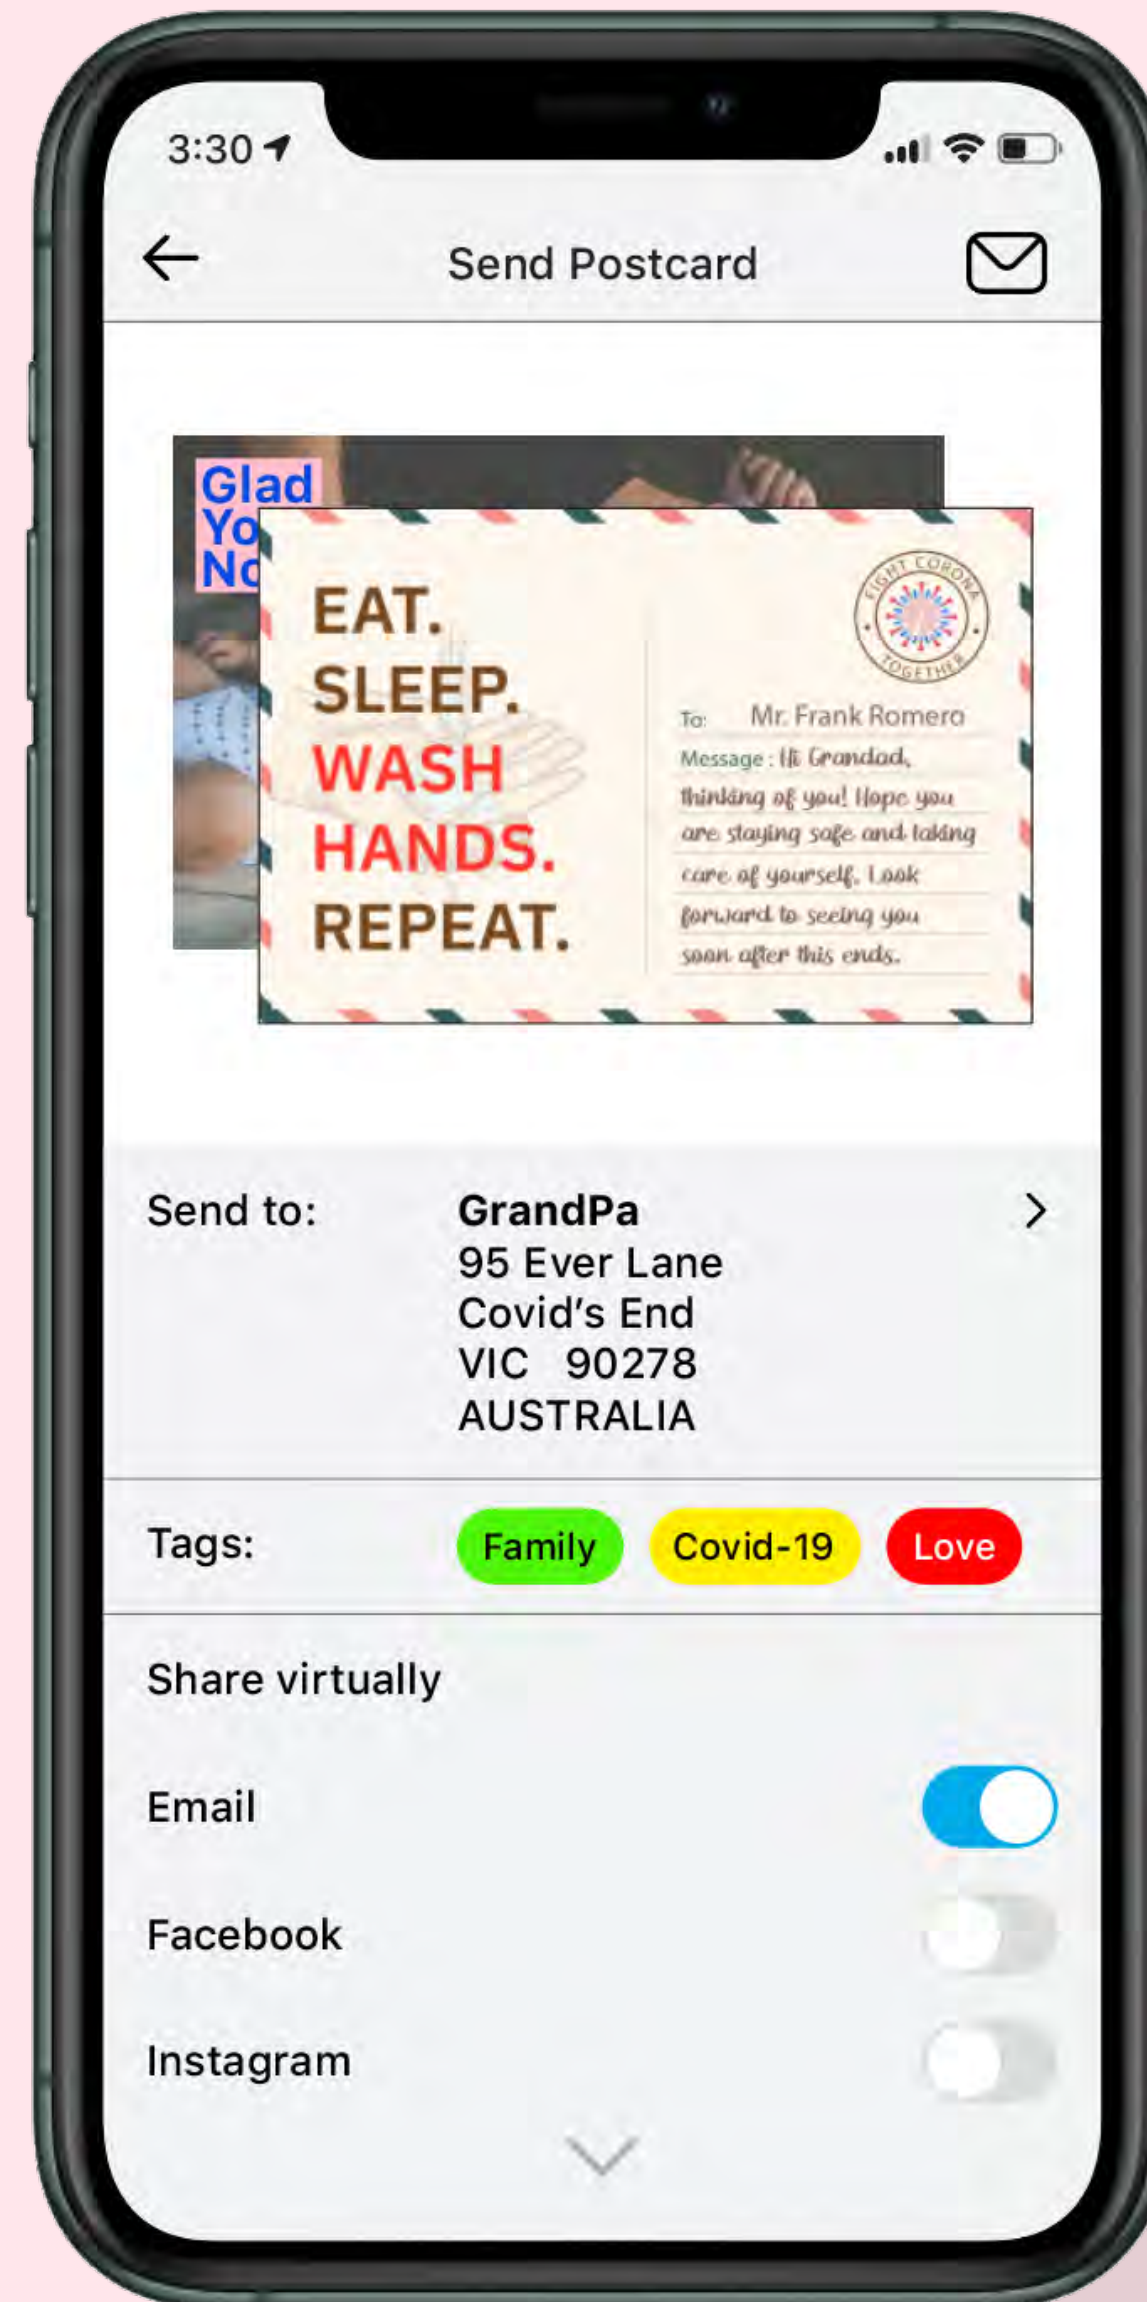 3:30
Send Postcard
Glad
Yo
No
EAT.
SLEEP.
WASH
HANDS.
REPEAT.
FIGHT CORONA
TOGETHER
To: Mr. Frank Romero
Message : Hi Grandad,
thinking of you! Hope you
are staying safe and taking
care of yourself. Look
forward to seeing you
soon after this ends.
Send to: GrandPa
95 Ever Lane
Covid's End
VIC 90278
AUSTRALIA
Tags: Family Covid-19 Love
Share virtually
Email
Facebook
Instagram